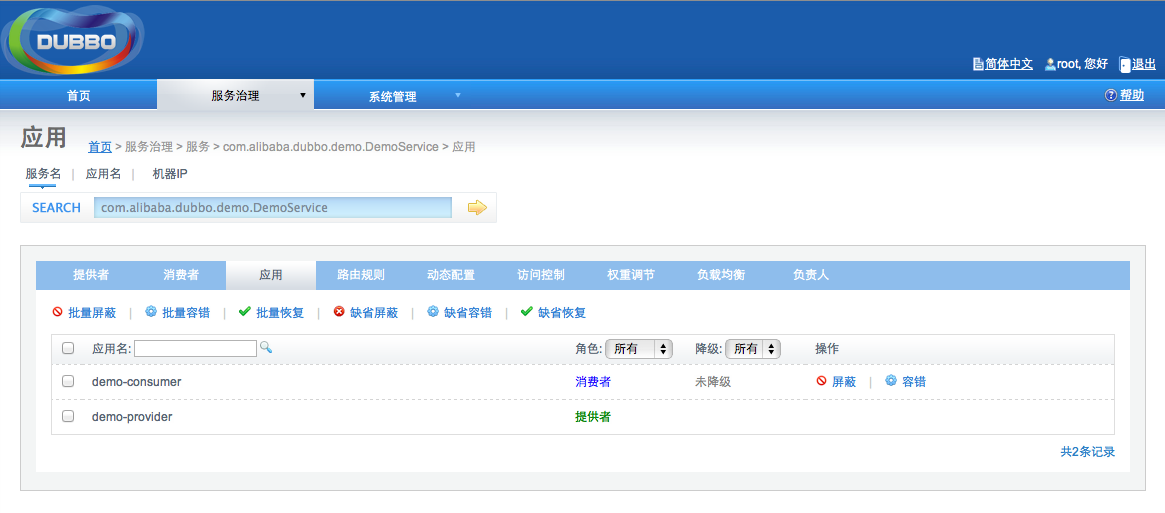 DUBBO
简体中文 root, 您好 退出
首页 服务治理 系统管理 帮助
应用 首页 > 服务治理 > 服务 > com.alibaba.dubbo.demo.DemoService > 应用
服务名 | 应用名 | 机器IP
SEARCH com.alibaba.dubbo.demo.DemoService
提供者 消费者 应用 路由规则 动态配置 访问控制 权重调节 负载均衡 负责人
批量屏蔽 | 批量容错 | 批量恢复 | 缺省屏蔽 | 缺省容错 | 缺省恢复
应用名: 角色: 所有 降级: 所有 操作
demo-consumer 消费者 未降级 屏蔽 | 容错
demo-provider 提供者
共2条记录